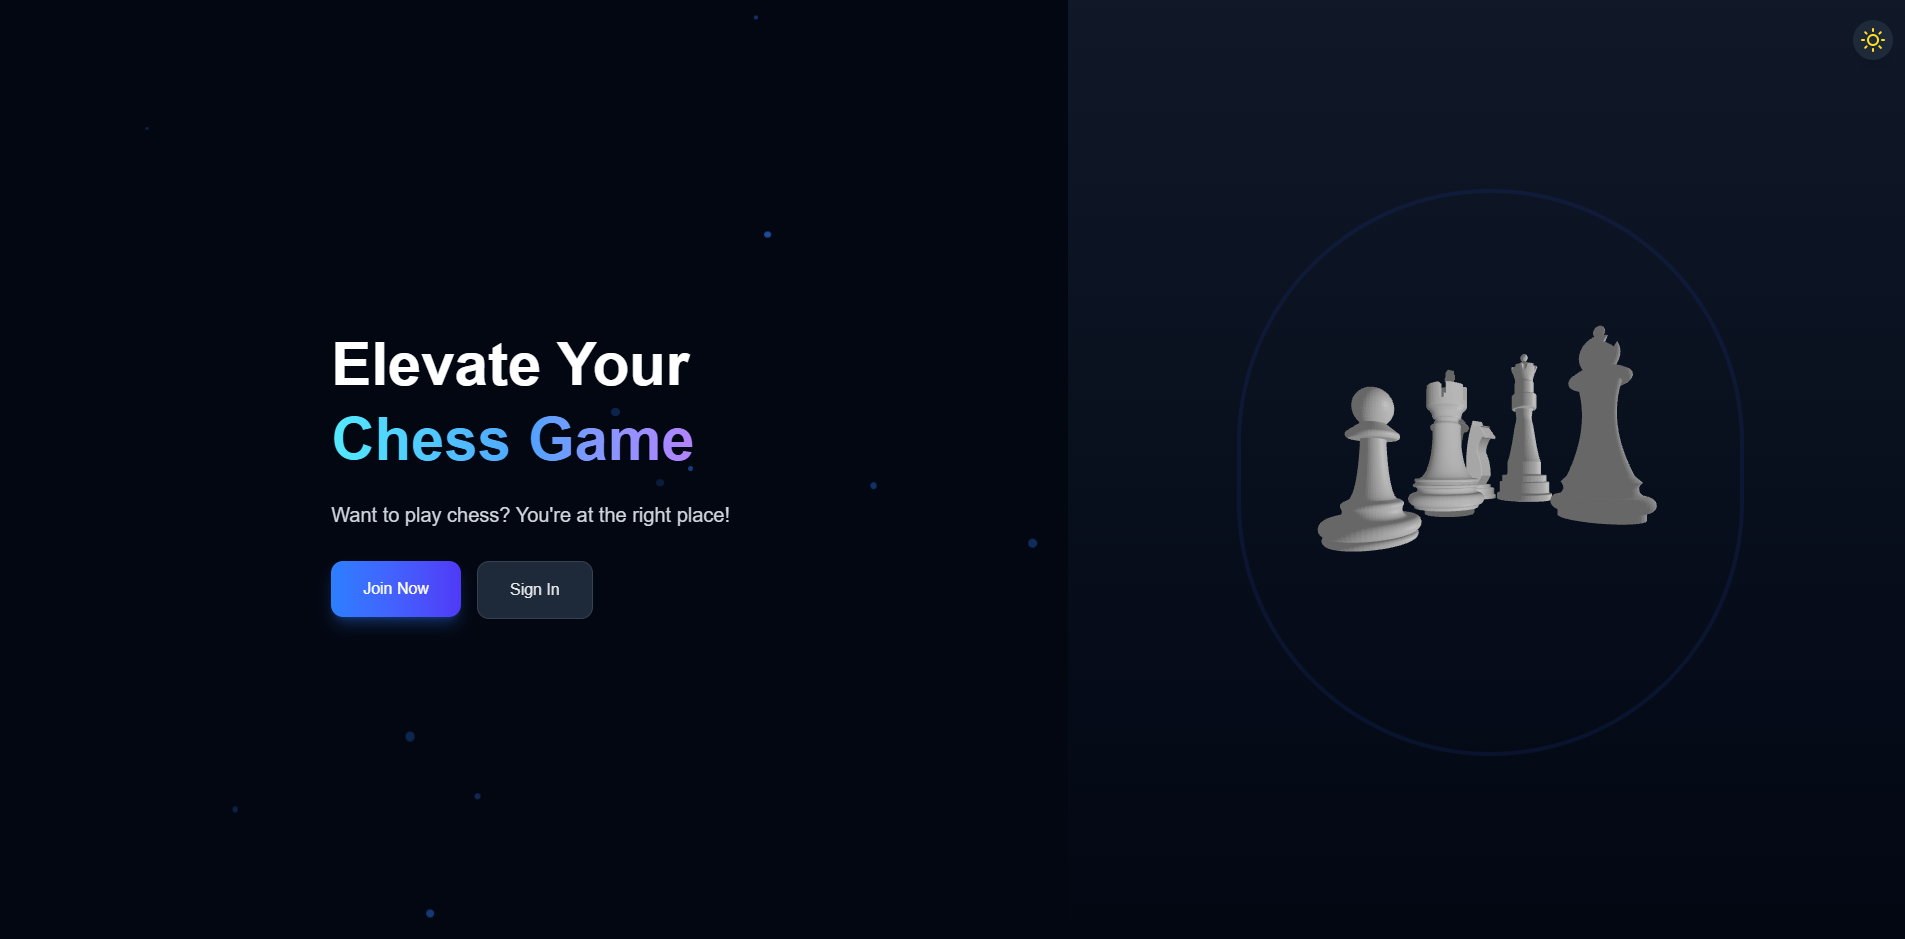 Elevate Your
Chess Game
Want to play chess? You're at the right place!
Join Now
Sign In